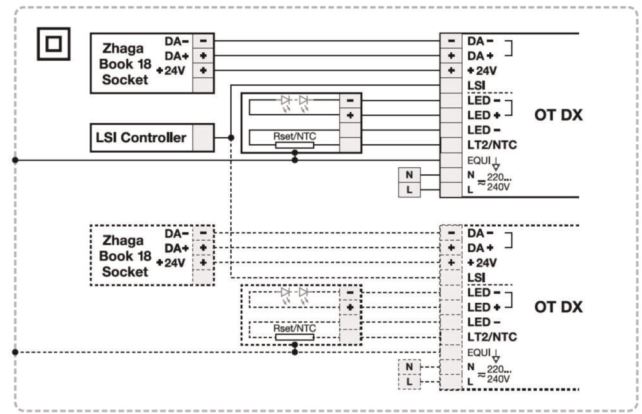 Zhaga
Book 18
Socket
DA -
DA+ +
+24V +
LSI Controller
- +
Rset/NTC
- DA -
+ DA +
+ +24V
LSI
LED -
LED +
LED -
LT2/NTC
EQUI
N N 220...
L L 240V
OT DX
Zhaga
Book 18
Socket
DA -
DA+ +
+24V +
- +
Rset/NTC
- DA -
+ DA +
+ +24V
LSI
LED -
LED +
LED -
LT2/NTC
EQUI
N N 220...
L L 240V
OT DX